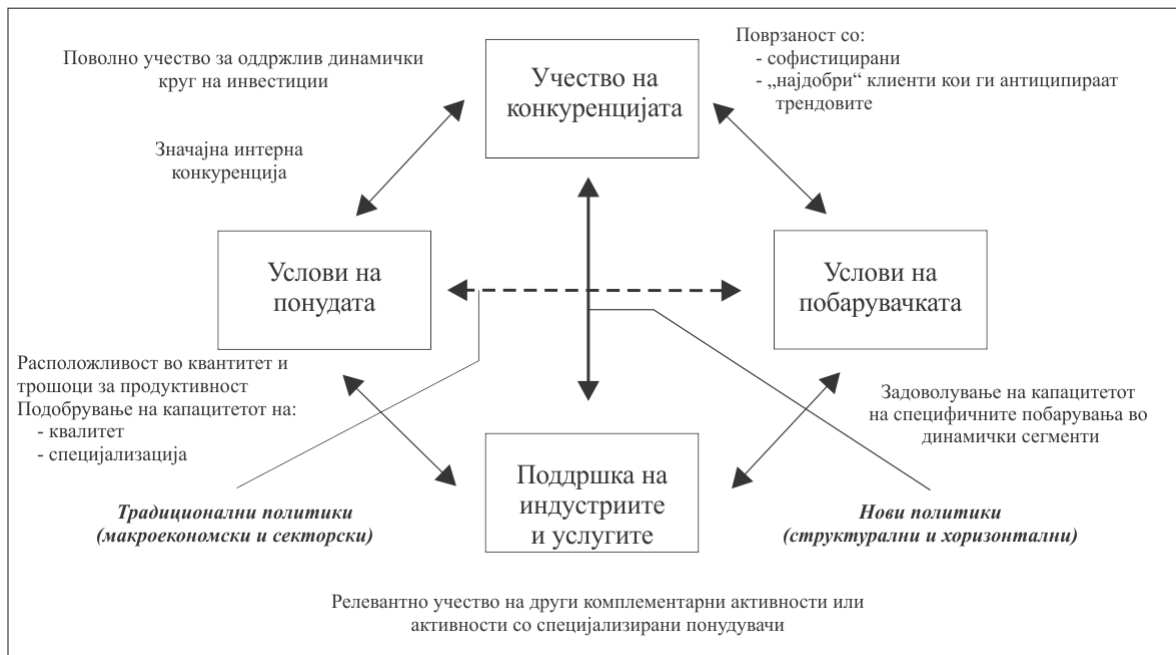 Поволно учество за оддржлив динамички
круг на инвестиции
Учество на
конкуренцијата
Поврзаност со:
- софистицирани
- „најдобри“ клиенти кои ги антиципираат
трендовите
Значајна интерна
конкуренција
Услови на
понудата
Услови на
побарувачката
Расположливост во квантитет и
трошоци за продуктивност
Подобрување на капацитетот на:
- квалитет
- специјализација
Задоволување на капацитетот
на специфичните побарувања во
динамички сегменти
Поддршка на
индустриите
и услугите
Традиционални политики
(макроекономски и секторски)
Нови политики
(структурални и хоризонтални)
Релевантно учество на други комплементарни активности или
активности со специјализирани понудувачи